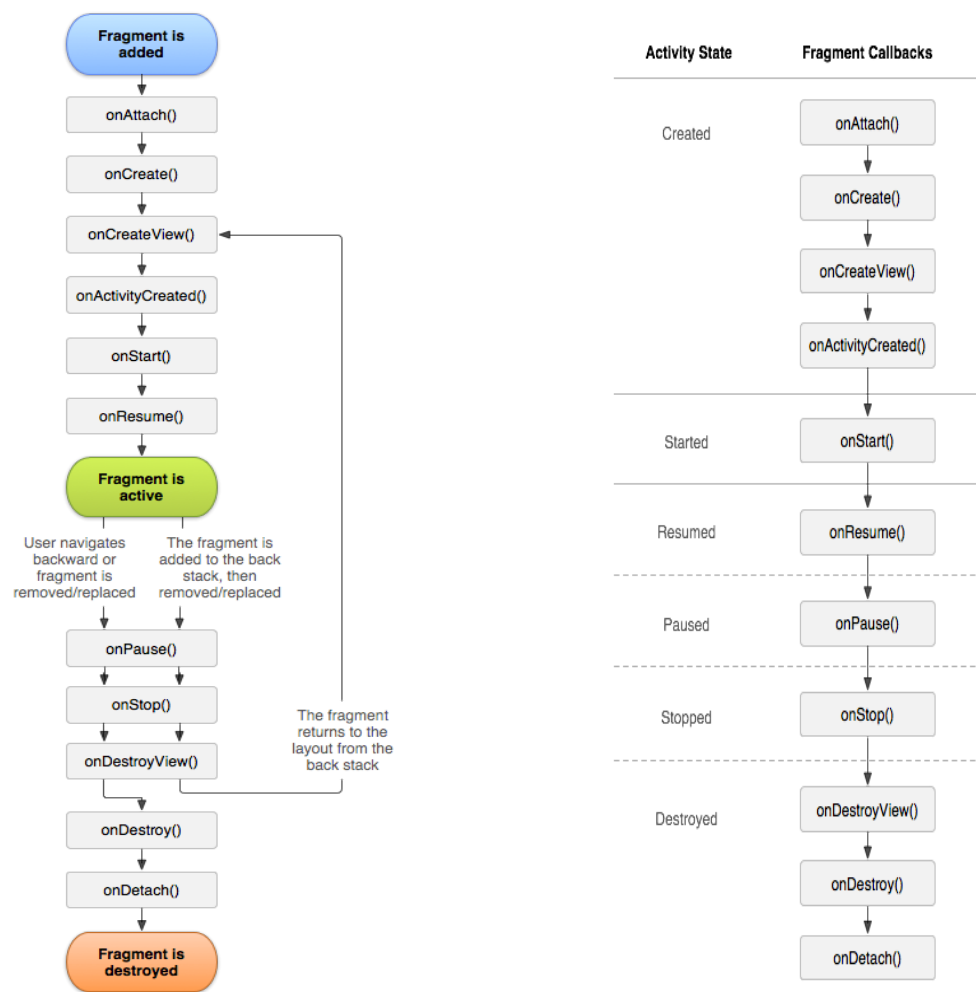 Fragment is
added
onAttach()
onCreate()
onCreateView()
onActivityCreated()
onStart()
onResume()
Fragment is
active
User navigates
backward or
fragment is
removed/replaced
The fragment is
added to the back
stack, then
removed/replaced
onPause()
onStop()
onDestroyView()
The fragment
returns to the
layout from the
back stack
onDestroy()
onDetach()
Fragment is
destroyed
Activity State
Fragment Callbacks
Created
onAttach()
onCreate()
onCreateView()
onActivityCreated()
Started
onStart()
Resumed
onResume()
Paused
onPause()
Stopped
onStop()
Destroyed
onDestroyView()
onDestroy()
onDetach()